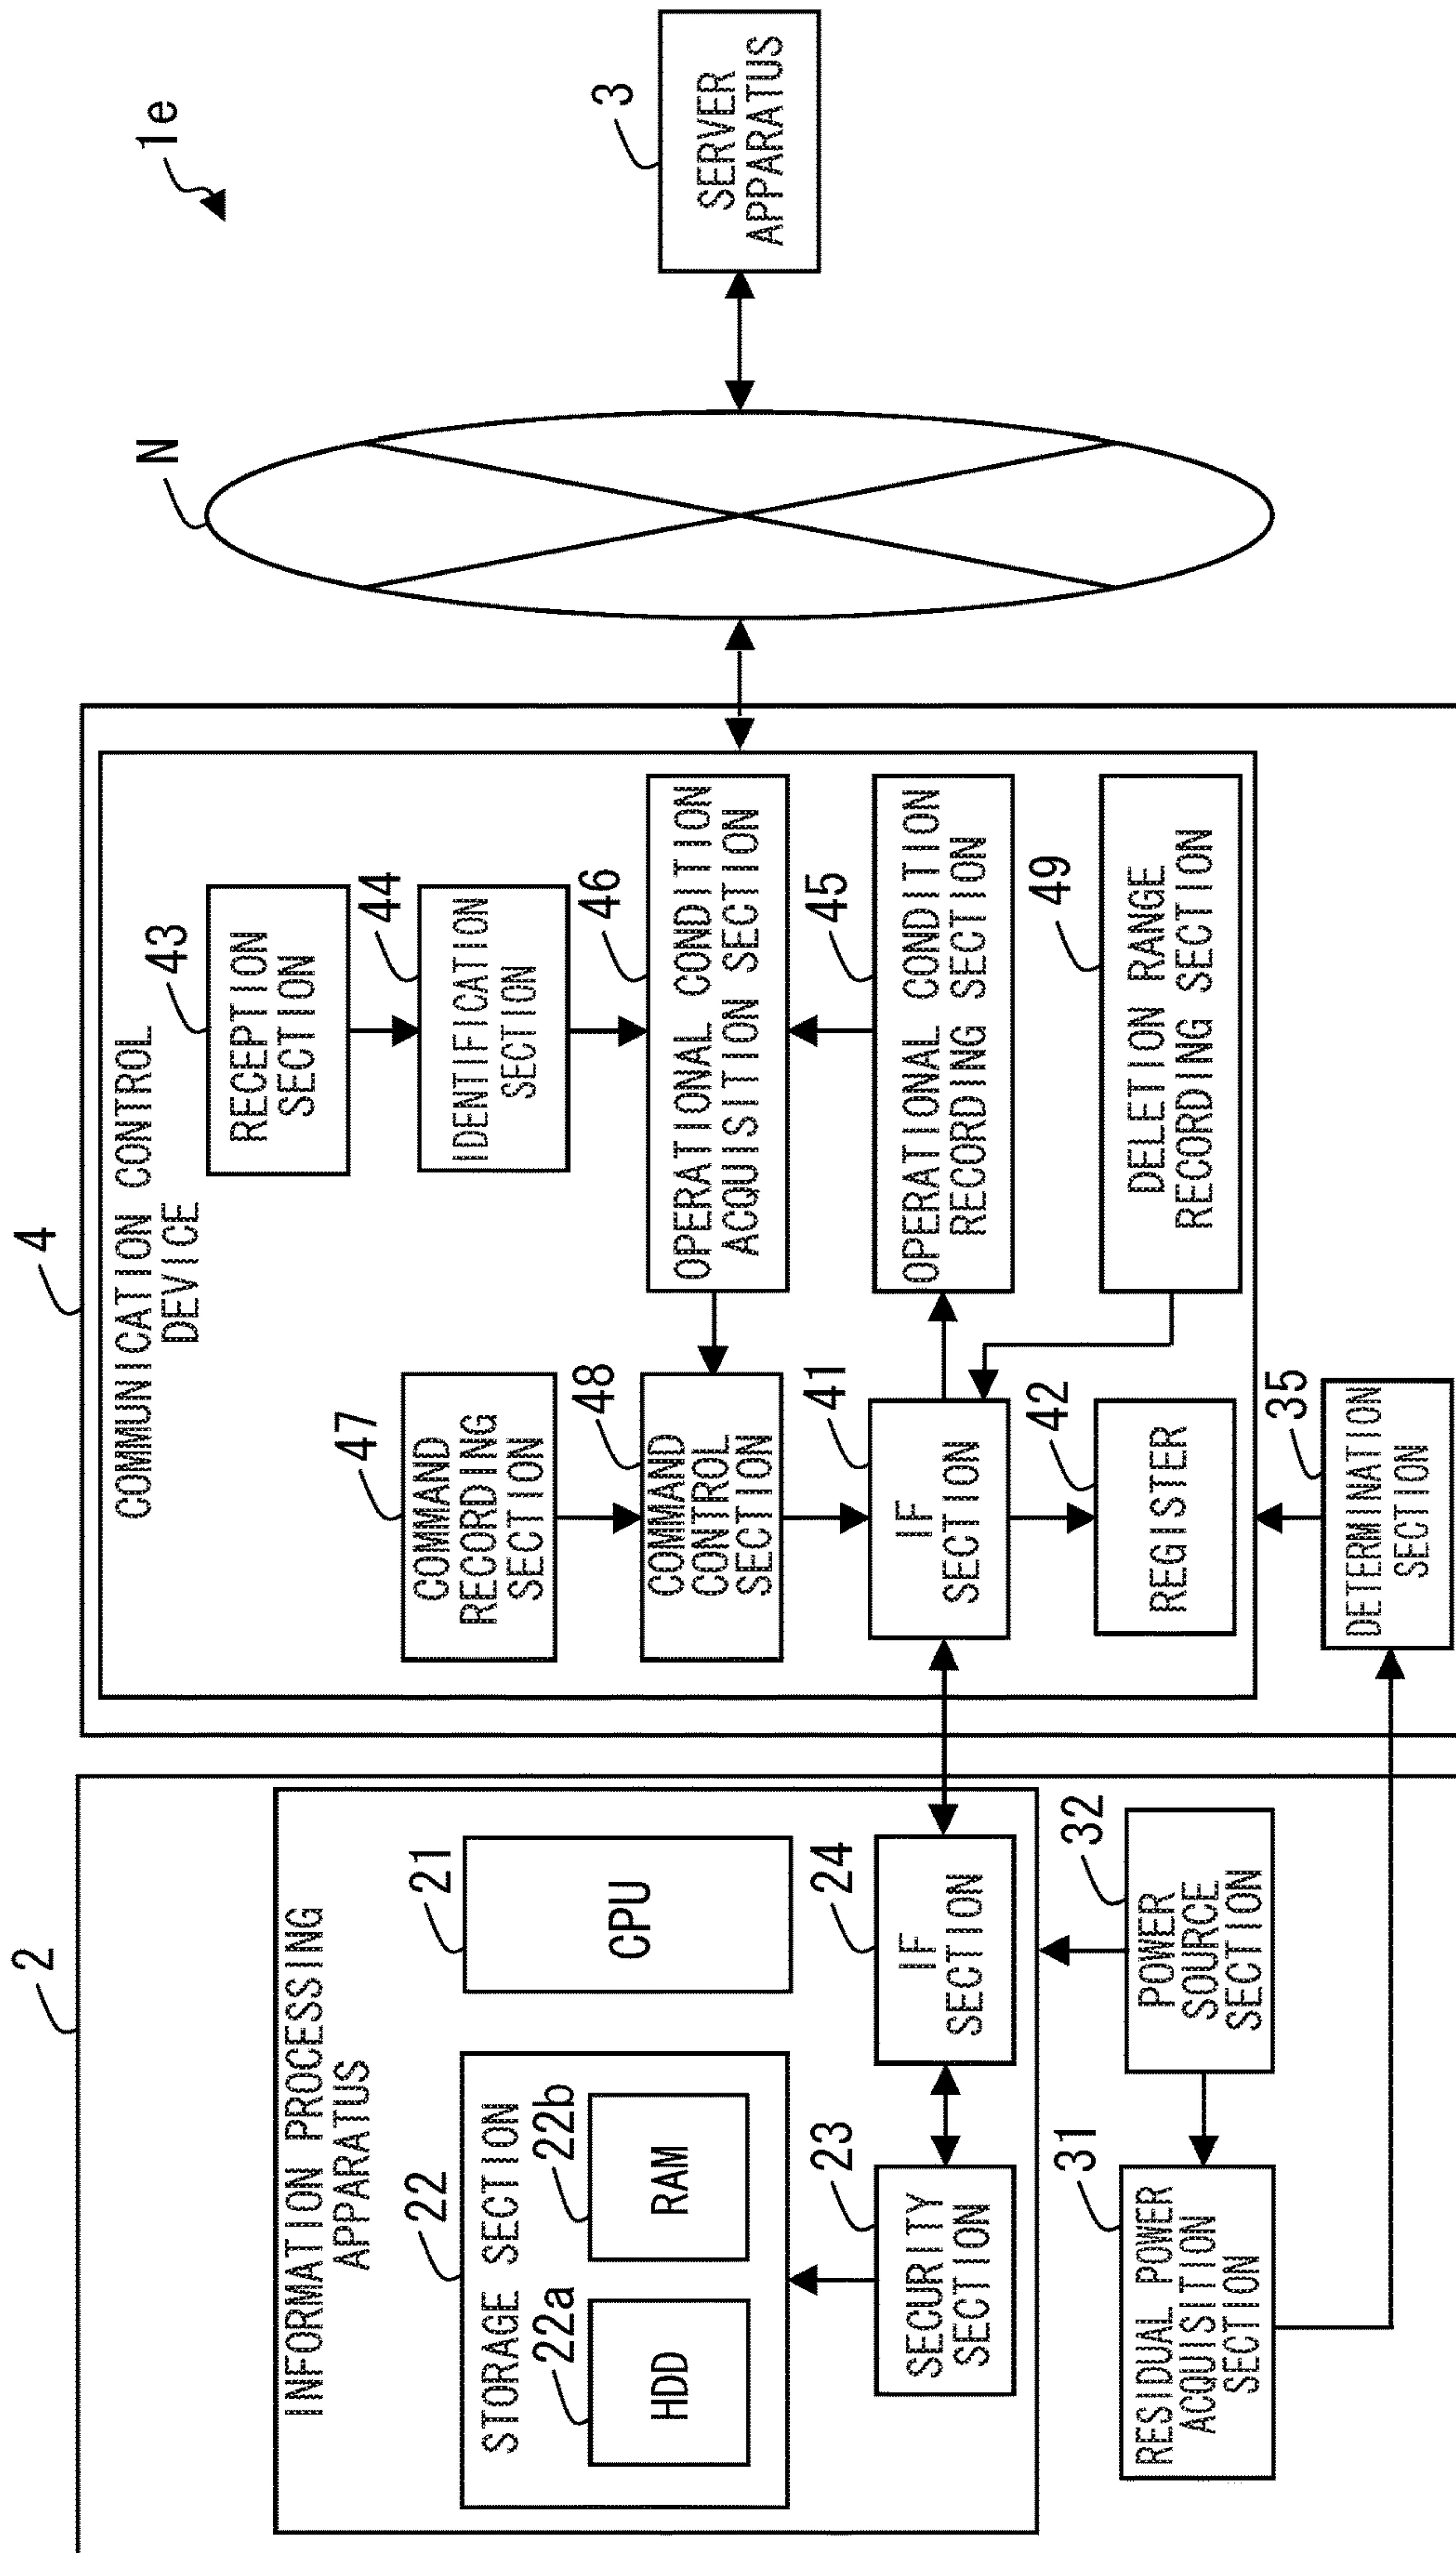 1e
2
INFORMATION PROCESSING
APPARATUS
22
STORAGE SECTION
22a
HDD
22b
RAM
21
CPU
23
SECURITY
SECTION
24
IF
SECTION
31
RESIDUAL POWER
ACQUISITION
SECTION
32
POWER
SOURCE
SECTION
4
COMMUNICATION CONTROL
DEVICE
47
COMMAND
RECORDING
SECTION
43
RECEPTION
SECTION
44
IDENTIFICATION
SECTION
48
COMMAND
CONTROL
SECTION
46
OPERATIONAL CONDITION
ACQUISITION SECTION
41
IF
SECTION
45
OPERATIONAL CONDITION
RECORDING SECTION
42
REGISTER
49
DELETION RANGE
RECORDING SECTION
35
DETERMINATION
SECTION
N
3
SERVER
APPARATUS